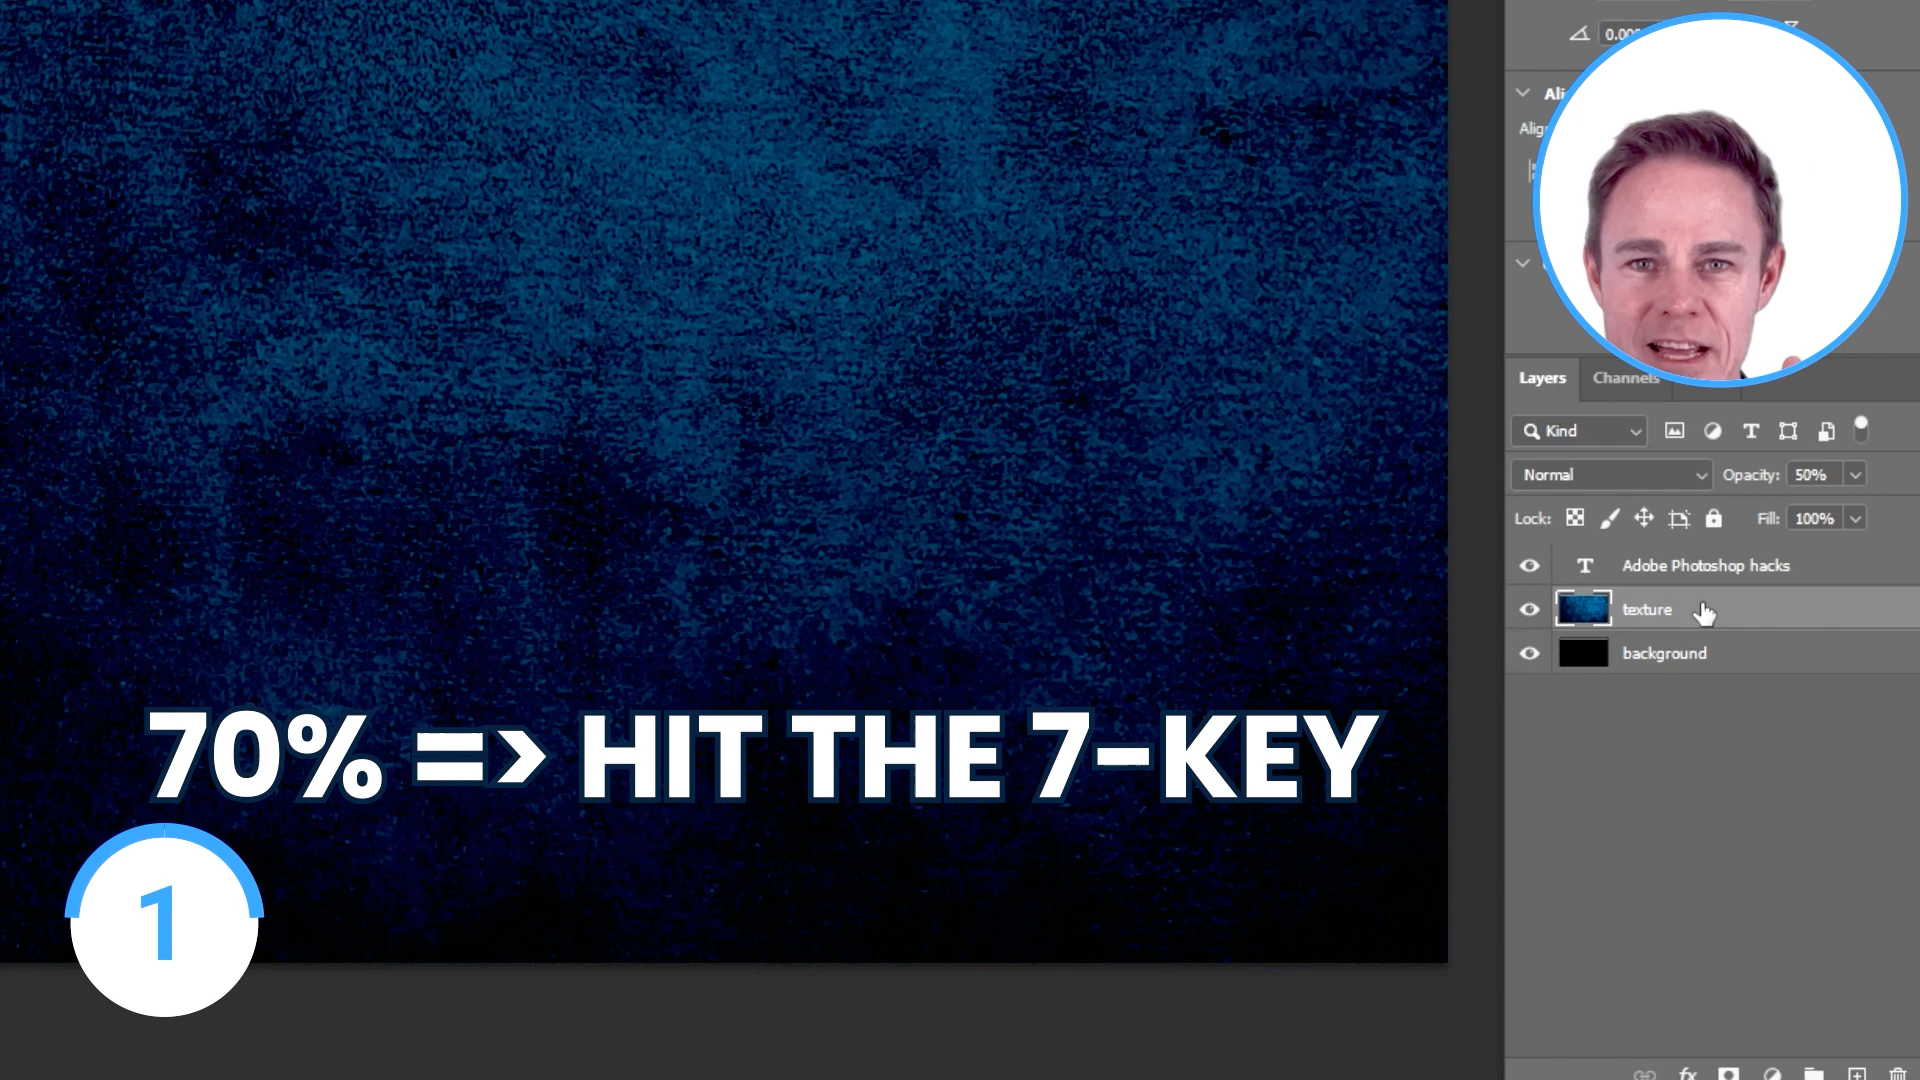 Layers Channels
Kind
Normal Opacity: 50%
Lock: Fill: 100%
Adobe Photoshop hacks
texture
background
70% => HIT THE 7-KEY
1
fx